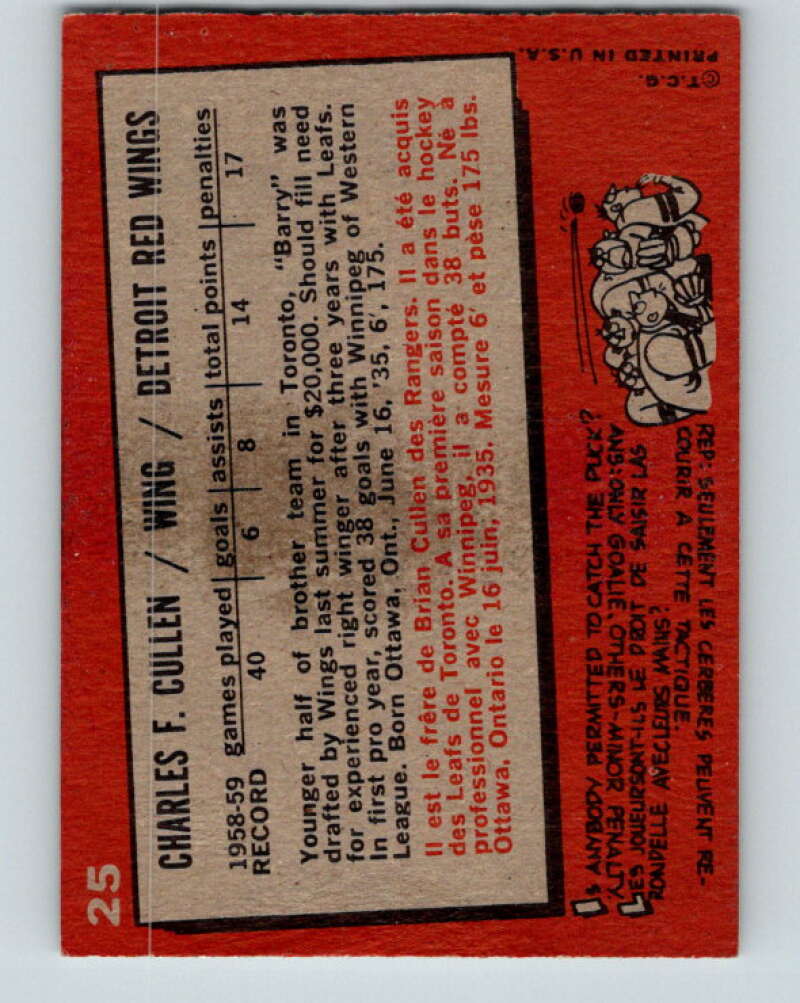 25
CHARLES F. CULLEN / WING / DETROIT RED WINGS
1958-59 games played goals assists total points penalties
RECORD 40 6 8 14 17
Younger half of brother team in Toronto, "Barry" was
drafted by Wings last summer for $20,000. Should fill need
for experienced right winger after three years with Leafs.
In first pro year, scored 38 goals with Winnipeg of Western
League. Born Ottawa, Ont., June 16, '35, 6', 175.
Il est le frêre de Brian Cullen des Rangers. Il a été acquis
des Leafs de Toronto. A sa première saison dans le hockey
professionnel avec Winnipeg, il a compté 38 buts. Né a
Ottawa, Ontario le 16 juin, 1935. Mesure 6' et pèse 175 lbs.
IS ANYBODY PERMITTED TO CATCH THE PUCK?
ANS: ONLY GOALIE, OTHERS-MINOR PENALTY.
LES JOUEURS ONT-ILS LE DROIT DE SAISIR LAS
RONDELLE AVEC LEURS MAINS?
REP: SEULEMENT LES CERBERES PEUVENT RE-
COURIR A CETTE TACTIQUE.
© T.C.G.
PRINTED IN U.S.A.